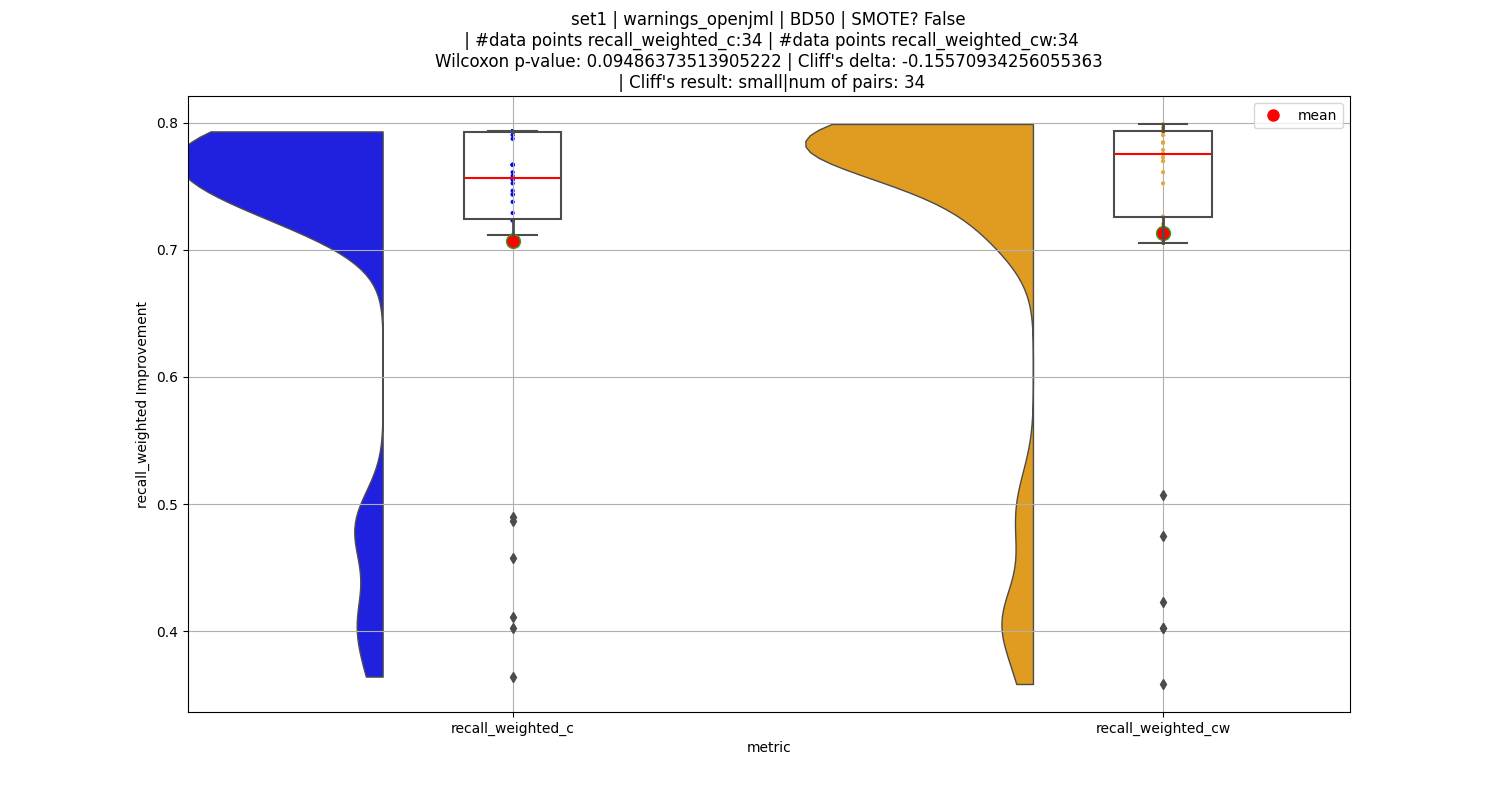 set1 | warnings_openjml | BD50 | SMOTE? False
| #data points recall_weighted_c:34 | #data points recall_weighted_cw:34
Wilcoxon p-value: 0.09486373513905222 | Cliff's delta: -0.15570934256055363
| Cliff's result: small|num of pairs: 34
mean
0.8
0.7
0.6
0.5
0.4
recall_weighted Improvement
recall_weighted_c
recall_weighted_cw
metric